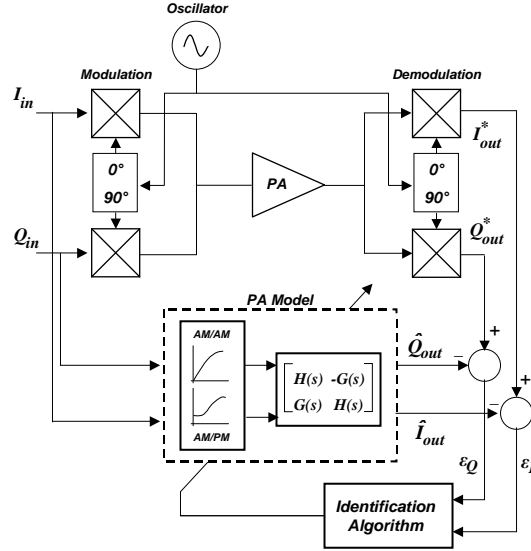 Oscillator
Modulation
Demodulation
I_in
I*_out
0°
90°
PA
0°
90°
Q_in
Q*_out
PA Model
AM/AM
AM/PM
H(s) -G(s)
G(s) H(s)
Q̂_out
Î_out
+
−
+
−
ε_Q
ε_I
Identification
Algorithm